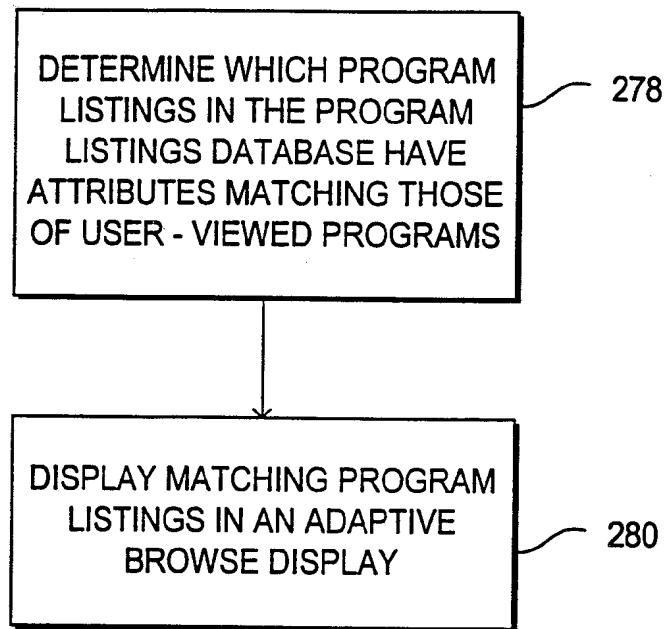 DETERMINE WHICH PROGRAM
LISTINGS IN THE PROGRAM
LISTINGS DATABASE HAVE
ATTRIBUTES MATCHING THOSE
OF USER - VIEWED PROGRAMS
278
DISPLAY MATCHING PROGRAM
LISTINGS IN AN ADAPTIVE
BROWSE DISPLAY
280